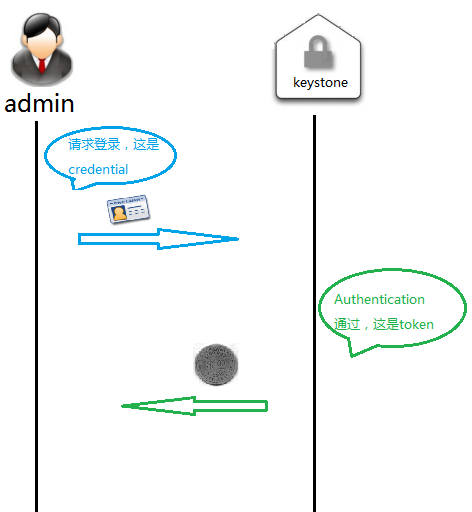 keystone
admin
请求登录，这是
credential
Authentication
通过，这是token